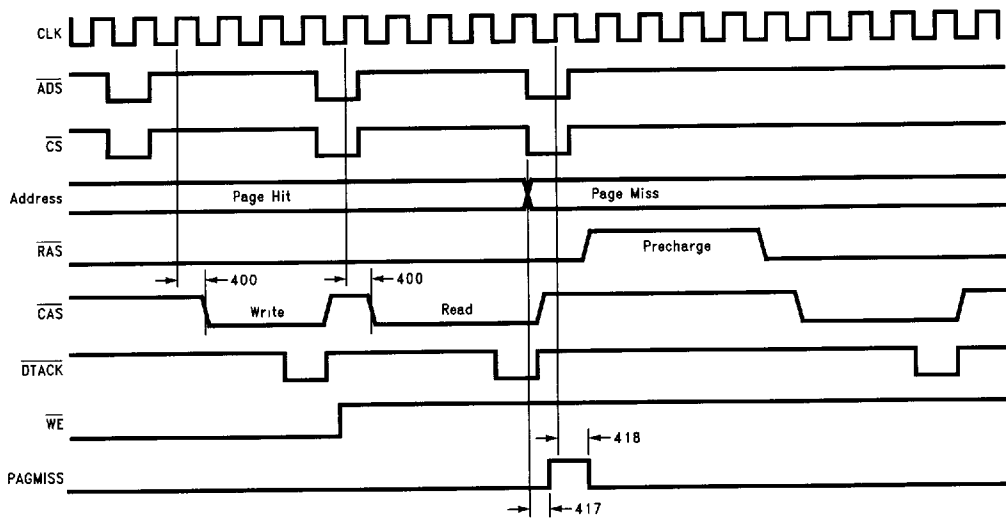 CLK
ADS
CS
Address Page Hit Page Miss
RAS Precharge
400 400
CAS Write Read
DTACK
WE
418
PAGMISS
417